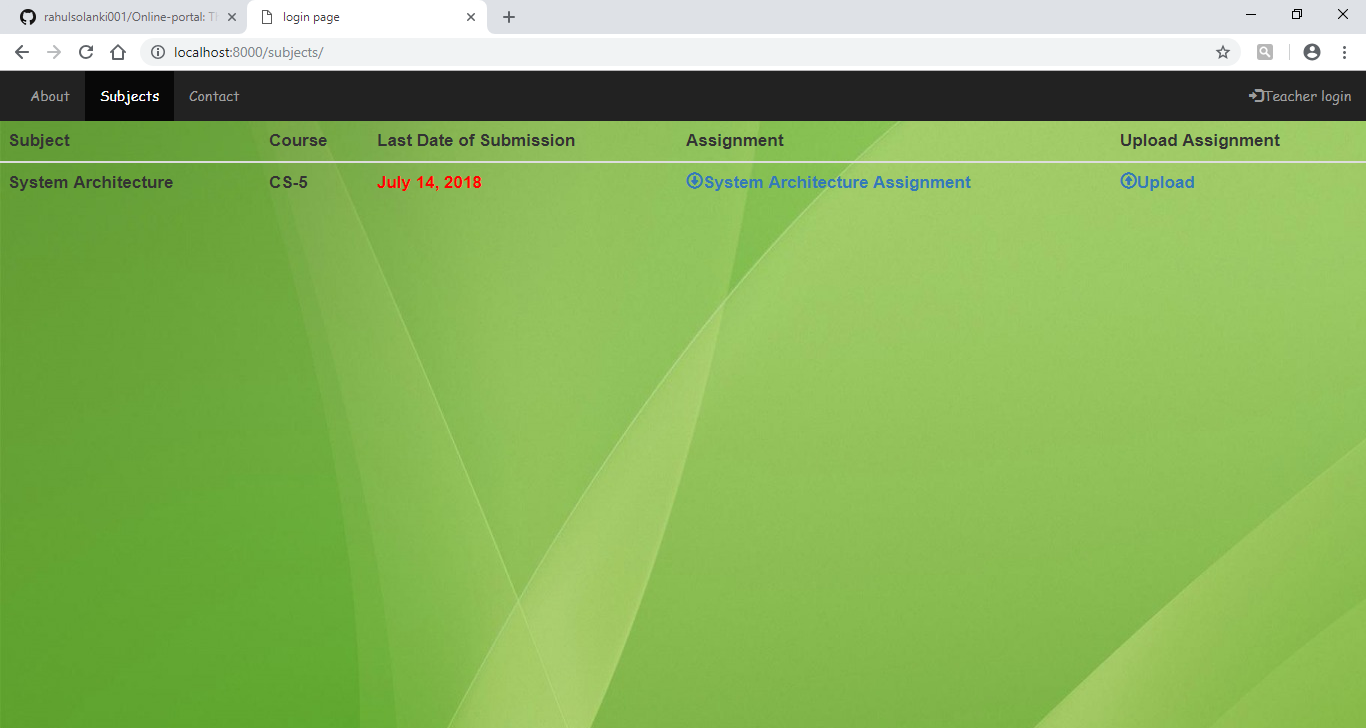 rahulsolanki001/Online-portal: Th
login page
localhost:8000/subjects/
About Subjects Contact Teacher login
Subject Course Last Date of Submission Assignment Upload Assignment
System Architecture CS-5 July 14, 2018 System Architecture Assignment Upload